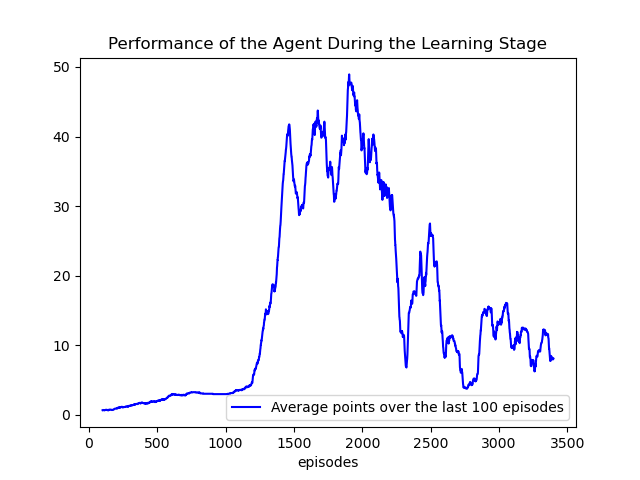 Performance of the Agent During the Learning Stage
50
40
30
20
10
0
Average points over the last 100 episodes
0 500 1000 1500 2000 2500 3000 3500
episodes